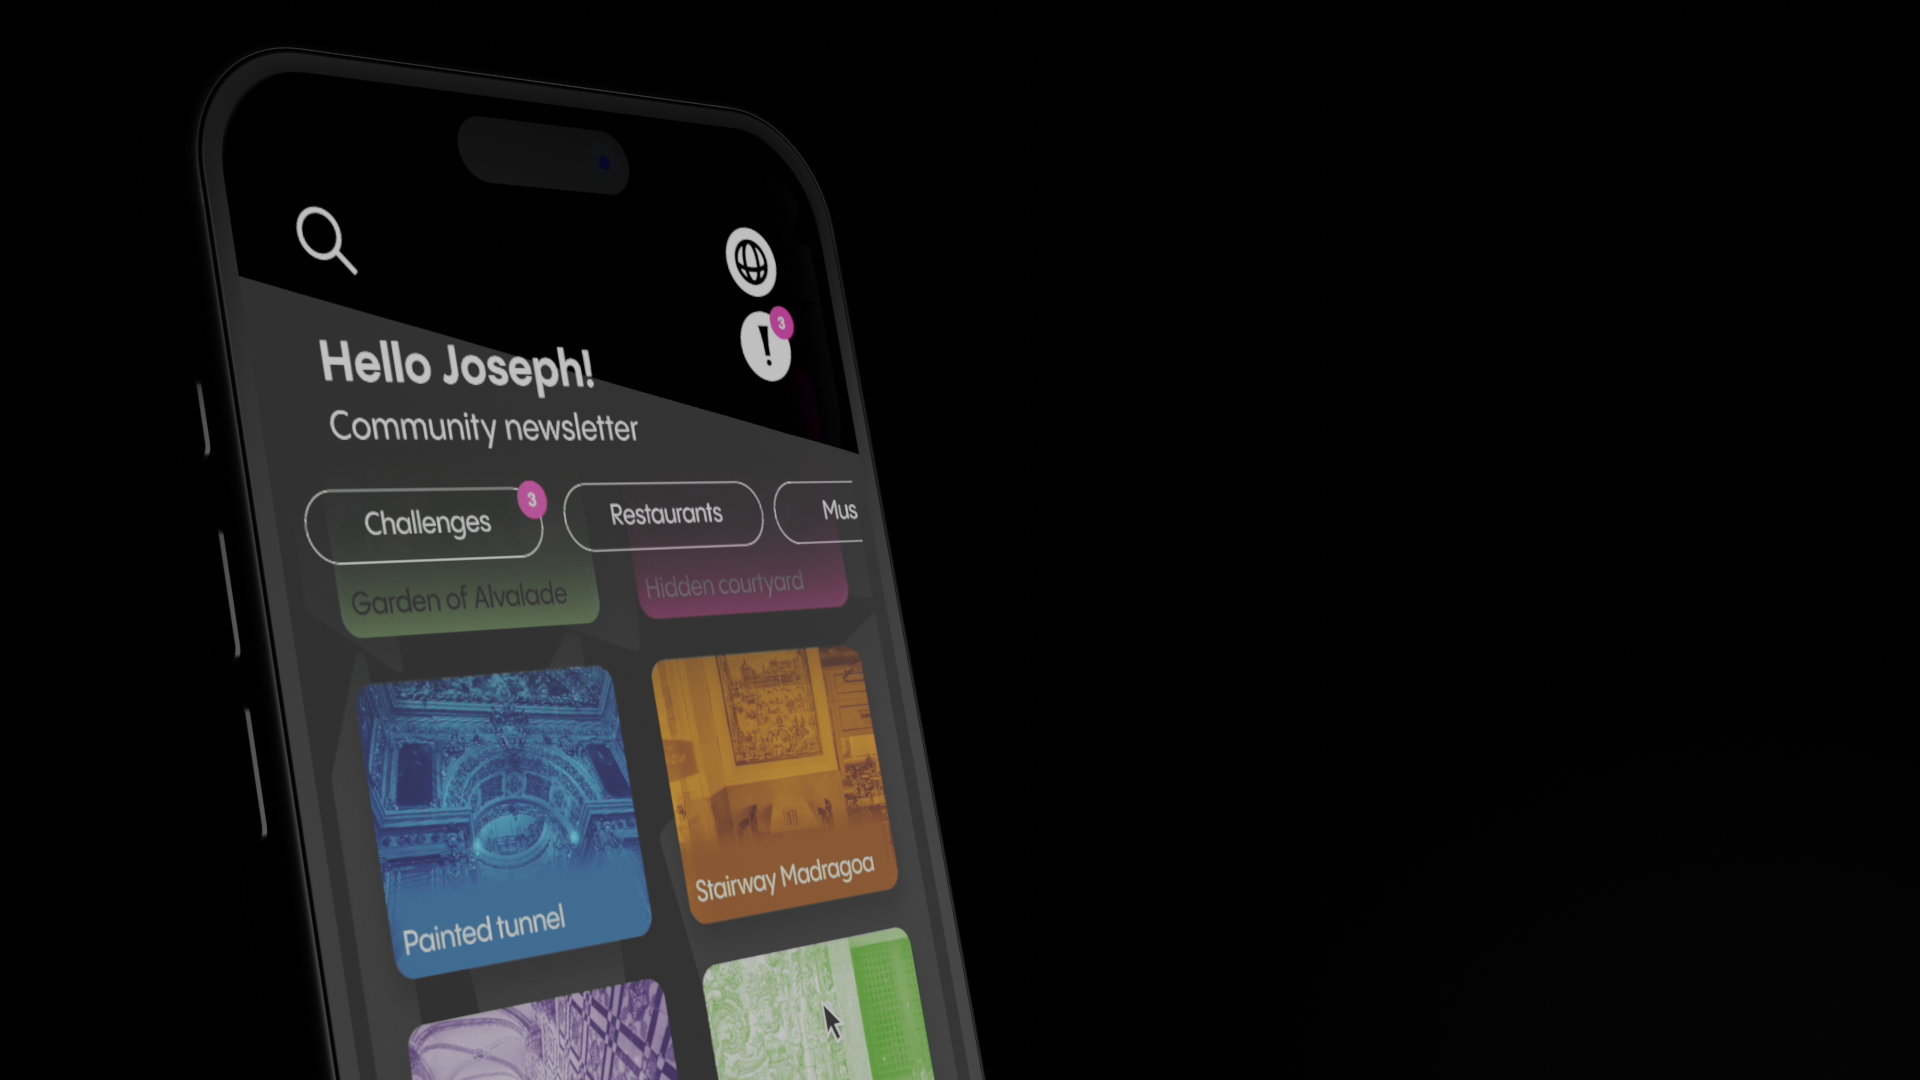 3
Hello Joseph!
Community newsletter
Challenges
3
Restaurants
Mus
Garden of Alvalade
Hidden courtyard
Painted tunnel
Stairway Madragoa